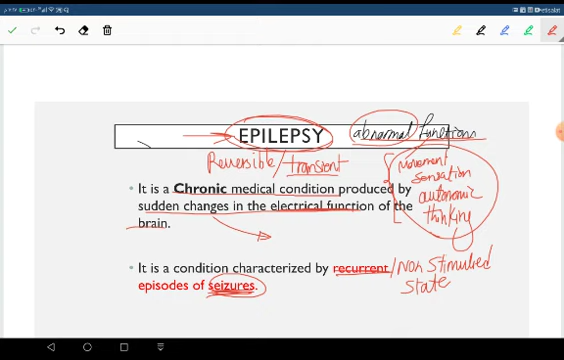 EPILEPSY
abnormal functions
Reversible/transient
Movement
Sensation
autonomic
thinking
• It is a Chronic medical condition produced by
sudden changes in the electrical function of the
brain.
• It is a condition characterized by recurrent/Non Stimulied
episodes of seizures.
State